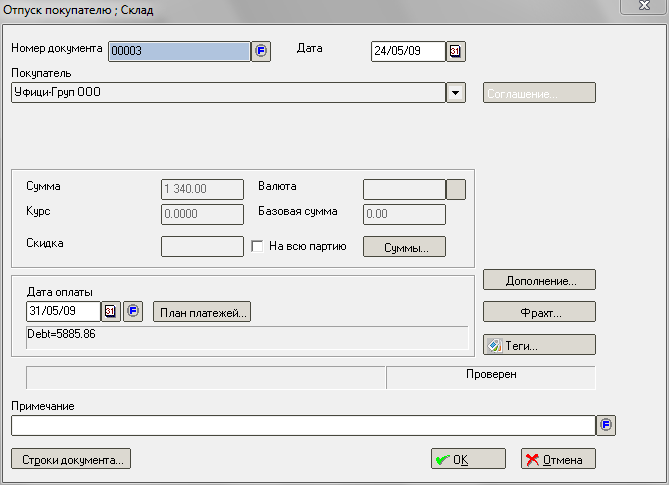 Отпуск покупателю ; Склад
Номер документа 00003 F Дата 24/05/09 31
Покупатель
Уфици-Груп ООО Соглашение...
Сумма 1 340.00 Валюта
Курс 0.0000 Базовая сумма 0.00
Скидка На всю партию Суммы...
Дополнение...
Дата оплаты
31/05/09 31 F План платежей... Фрахт...
Debt=5885.86
Теги...
Проверен
Примечание
F
Строки документа... OK Отмена